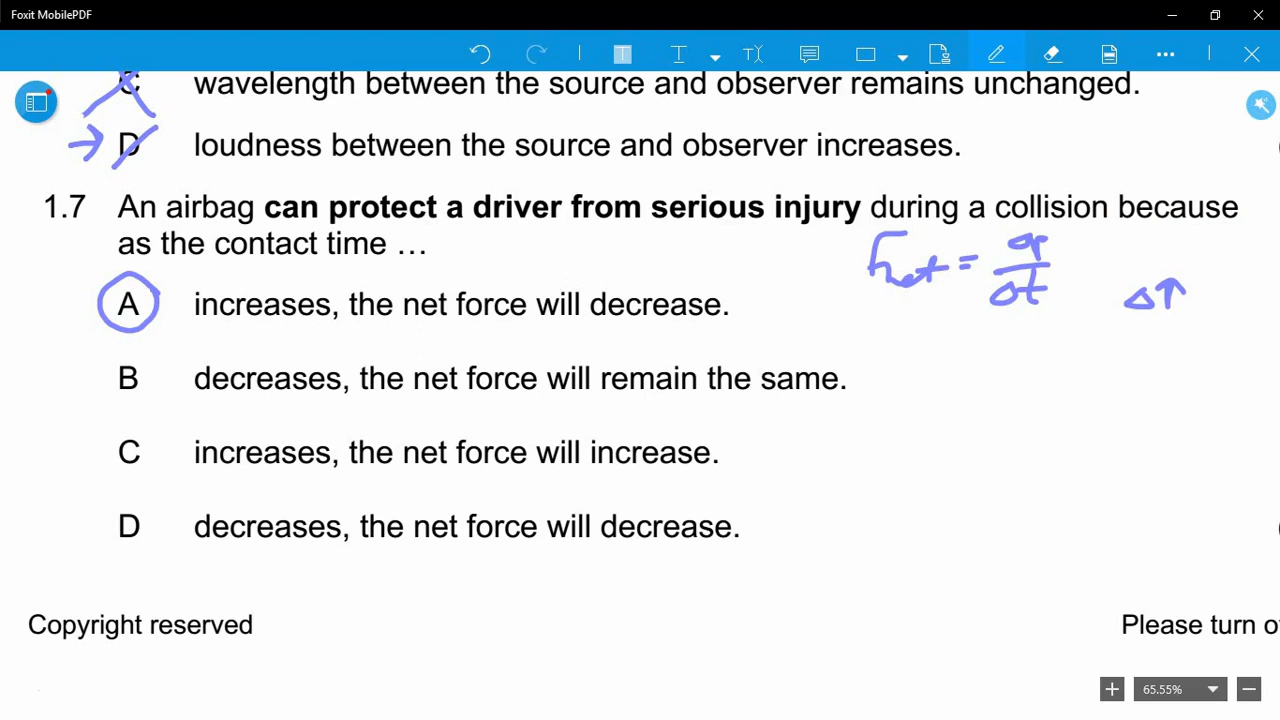 Foxit MobilePDF
C wavelength between the source and observer remains unchanged.
D loudness between the source and observer increases.
1.7 An airbag can protect a driver from serious injury during a collision because
as the contact time …
Fnet = Δp
Δt
Δ↑
A increases, the net force will decrease.
B decreases, the net force will remain the same.
C increases, the net force will increase.
D decreases, the net force will decrease.
Copyright reserved
Please turn o
65.55%